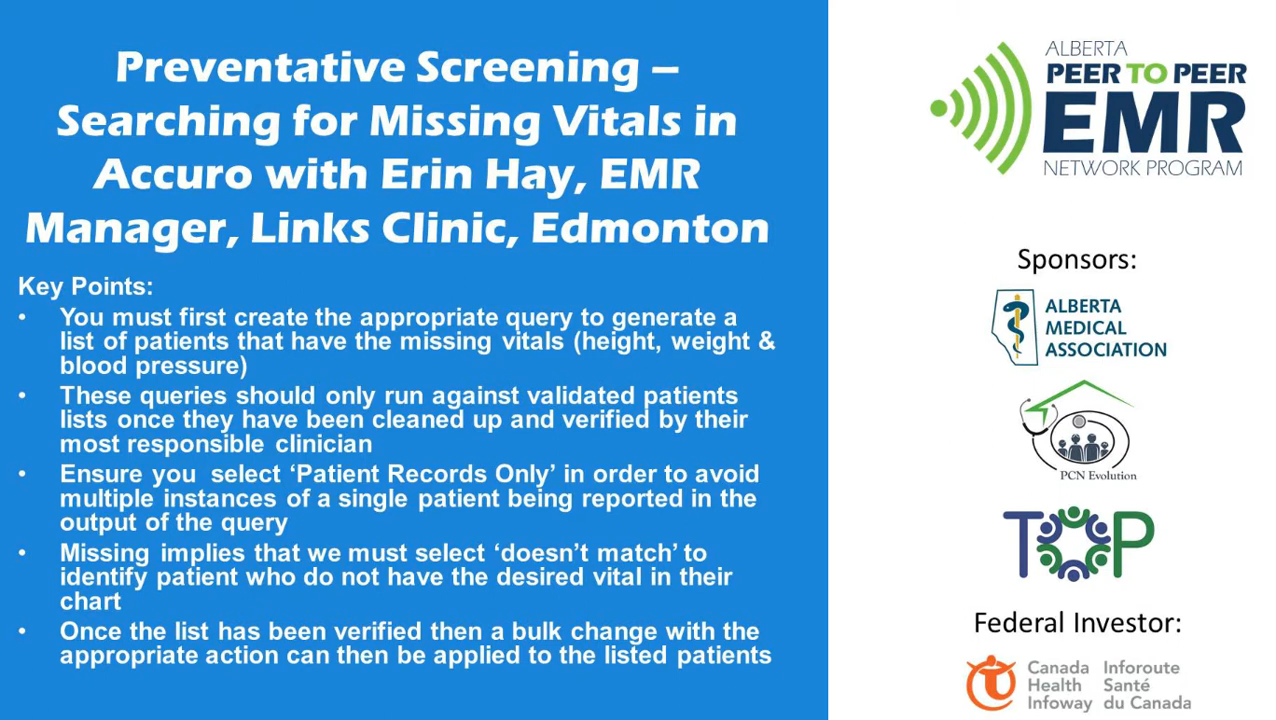 Preventative Screening –
Searching for Missing Vitals in
Accuro with Erin Hay, EMR
Manager, Links Clinic, Edmonton
Key Points:
• You must first create the appropriate query to generate a
list of patients that have the missing vitals (height, weight &
blood pressure)
• These queries should only run against validated patients
lists once they have been cleaned up and verified by their
most responsible clinician
• Ensure you  select ‘Patient Records Only’ in order to avoid
multiple instances of a single patient being reported in the
output of the query
• Missing implies that we must select ‘doesn’t match’ to
identify patient who do not have the desired vital in their
chart
• Once the list has been verified then a bulk change with the
appropriate action can then be applied to the listed patients
ALBERTA
PEER TO PEER
EMR
NETWORK PROGRAM
Sponsors:
ALBERTA
MEDICAL
ASSOCIATION
PCN Evolution
TOP
Federal Investor:
Canada
Health
Infoway
Inforoute
Santé
du Canada